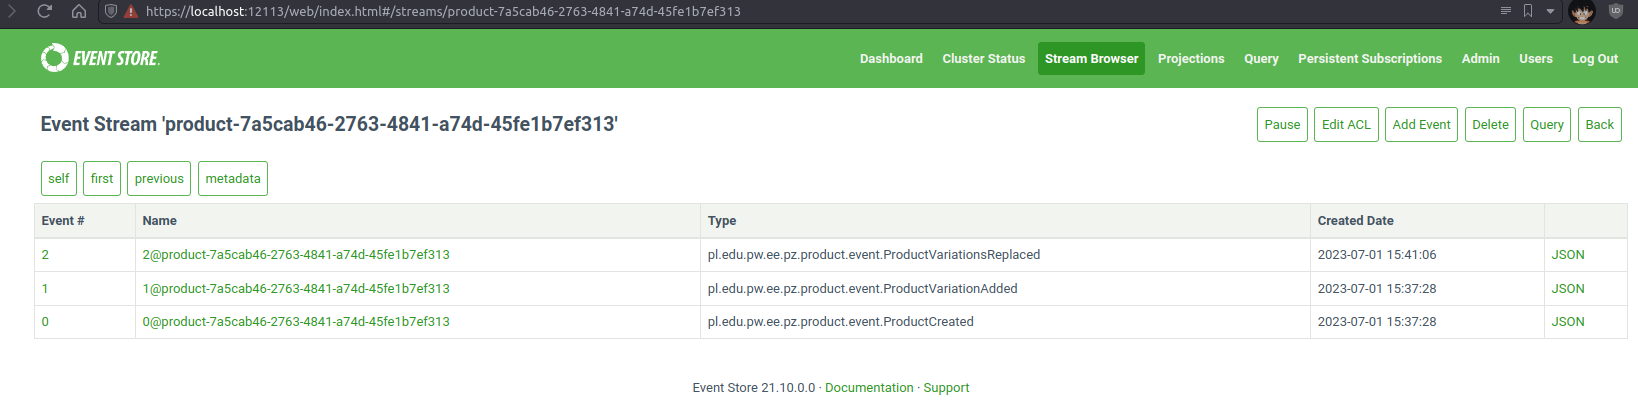 https://localhost:12113/web/index.html#/streams/product-7a5cab46-2763-4841-a74d-45fe1b7ef313
UD
EVENT STORE.
Dashboard Cluster Status Stream Browser Projections Query Persistent Subscriptions Admin Users Log Out
Event Stream 'product-7a5cab46-2763-4841-a74d-45fe1b7ef313'
Pause Edit ACL Add Event Delete Query Back
self first previous metadata
Event # Name Type Created Date
2 2@product-7a5cab46-2763-4841-a74d-45fe1b7ef313 pl.edu.pw.ee.pz.product.event.ProductVariationsReplaced 2023-07-01 15:41:06 JSON
1 1@product-7a5cab46-2763-4841-a74d-45fe1b7ef313 pl.edu.pw.ee.pz.product.event.ProductVariationAdded 2023-07-01 15:37:28 JSON
0 0@product-7a5cab46-2763-4841-a74d-45fe1b7ef313 pl.edu.pw.ee.pz.product.event.ProductCreated 2023-07-01 15:37:28 JSON
Event Store 21.10.0.0 · Documentation · Support